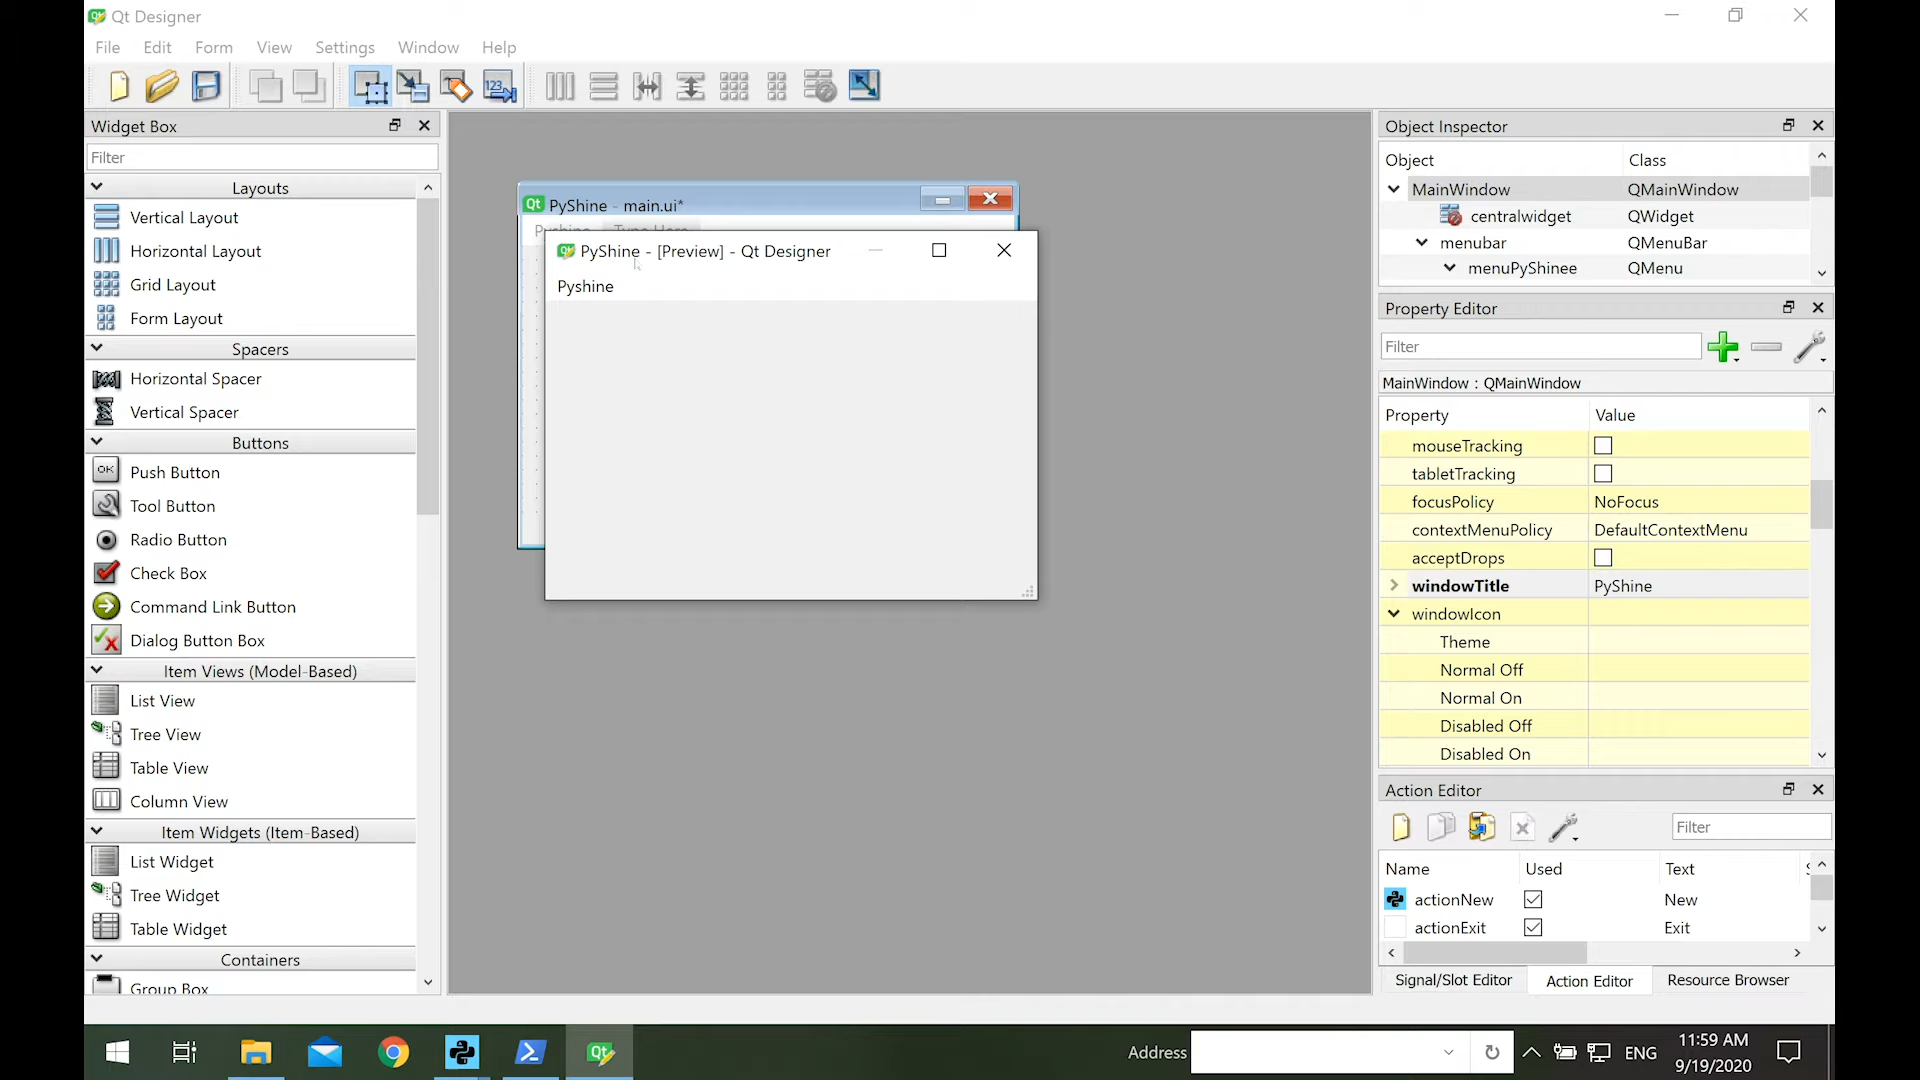 Qt Designer
File Edit Form View Settings Window Help
Widget Box
Filter
Layouts
Vertical Layout
Horizontal Layout
Grid Layout
Form Layout
Spacers
Horizontal Spacer
Vertical Spacer
Buttons
OK Push Button
Tool Button
Radio Button
Check Box
Command Link Button
Dialog Button Box
Item Views (Model-Based)
List View
Tree View
Table View
Column View
Item Widgets (Item-Based)
List Widget
Tree Widget
Table Widget
Containers
Group Box
123
Qt PyShine - main.ui*
Pyshine Type Here
PyShine - [Preview] - Qt Designer
Pyshine
Object Inspector
Object Class
MainWindow QMainWindow
centralwidget QWidget
menubar QMenuBar
menuPyShinee QMenu
Property Editor
Filter
MainWindow : QMainWindow
Property Value
mouseTracking
tabletTracking
focusPolicy NoFocus
contextMenuPolicy DefaultContextMenu
acceptDrops
windowTitle PyShine
windowIcon
Theme
Normal Off
Normal On
Disabled Off
Disabled On
Action Editor
Filter
Name Used Text
actionNew New
actionExit Exit
Signal/Slot Editor Action Editor Resource Browser
Qt
Address
ENG
11:59 AM
9/19/2020